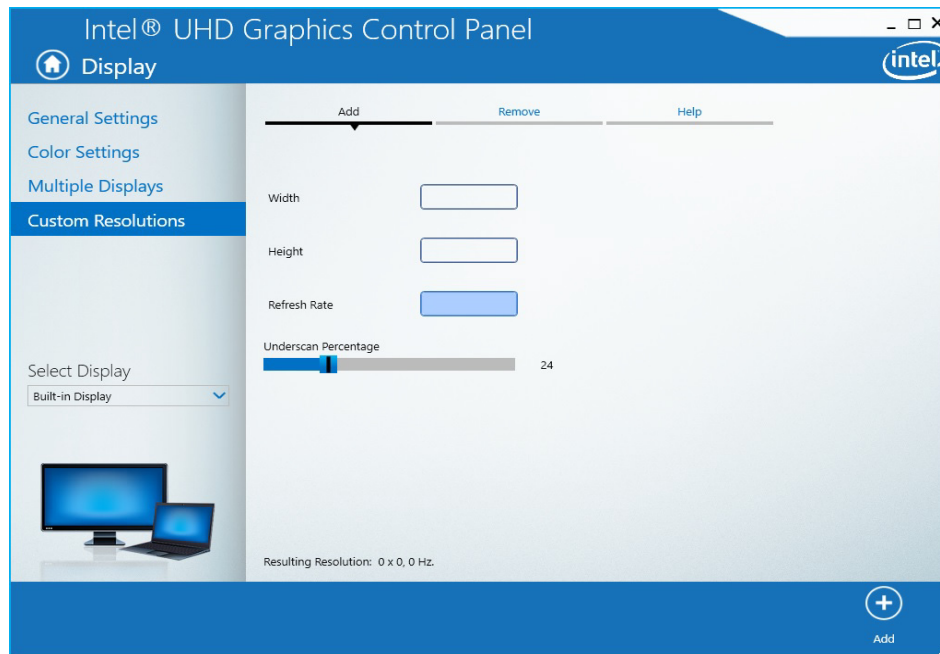 Intel® UHD Graphics Control Panel
Display
intel
General Settings
Color Settings
Multiple Displays
Custom Resolutions
Select Display
Built-in Display
Add Remove Help
Width
Height
Refresh Rate
Underscan Percentage
24
Resulting Resolution: 0 x 0, 0 Hz.
Add